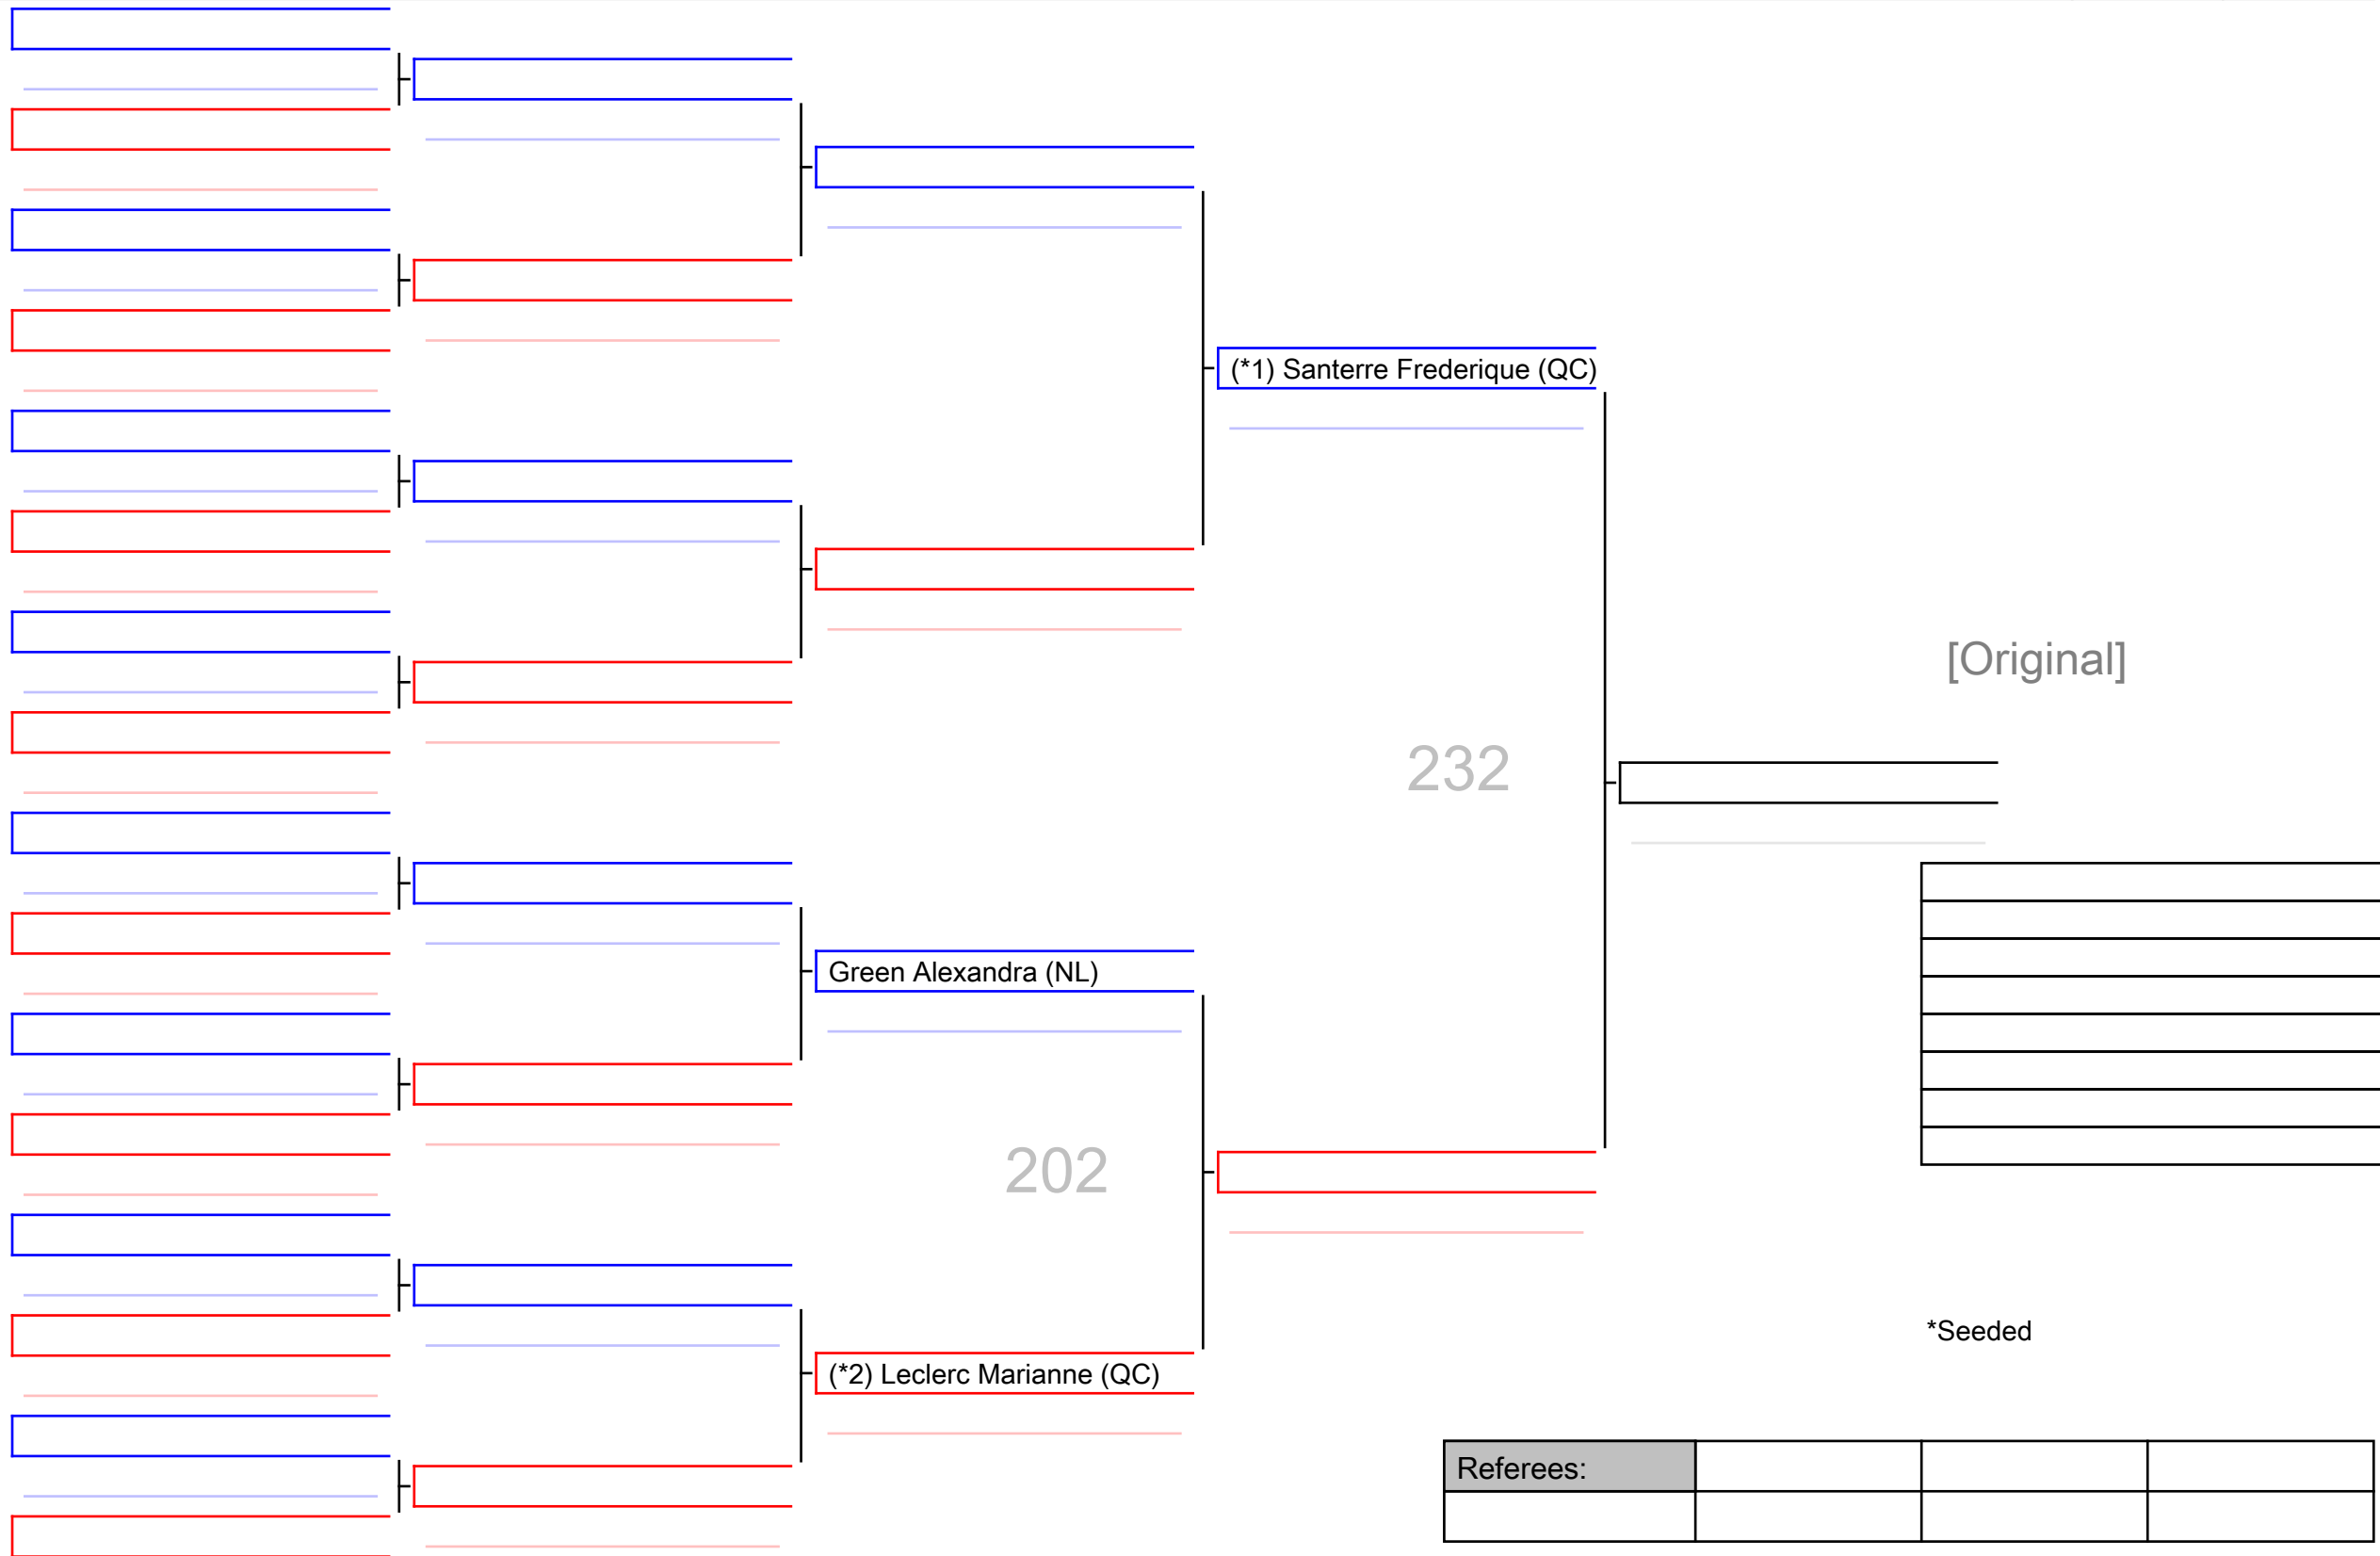 (*1) Santerre Frederique (QC)
[Original]
232
Green Alexandra (NL)
202
*Seeded
(*2) Leclerc Marianne (QC)
Referees: